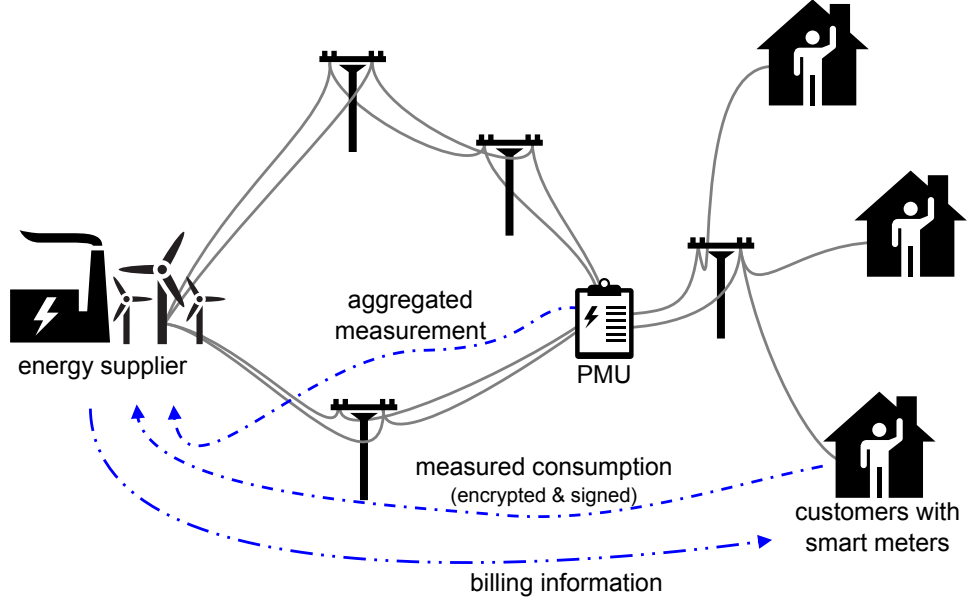 aggregated
measurement
energy supplier
PMU
measured consumption
(encrypted & signed)
customers with
smart meters
billing information